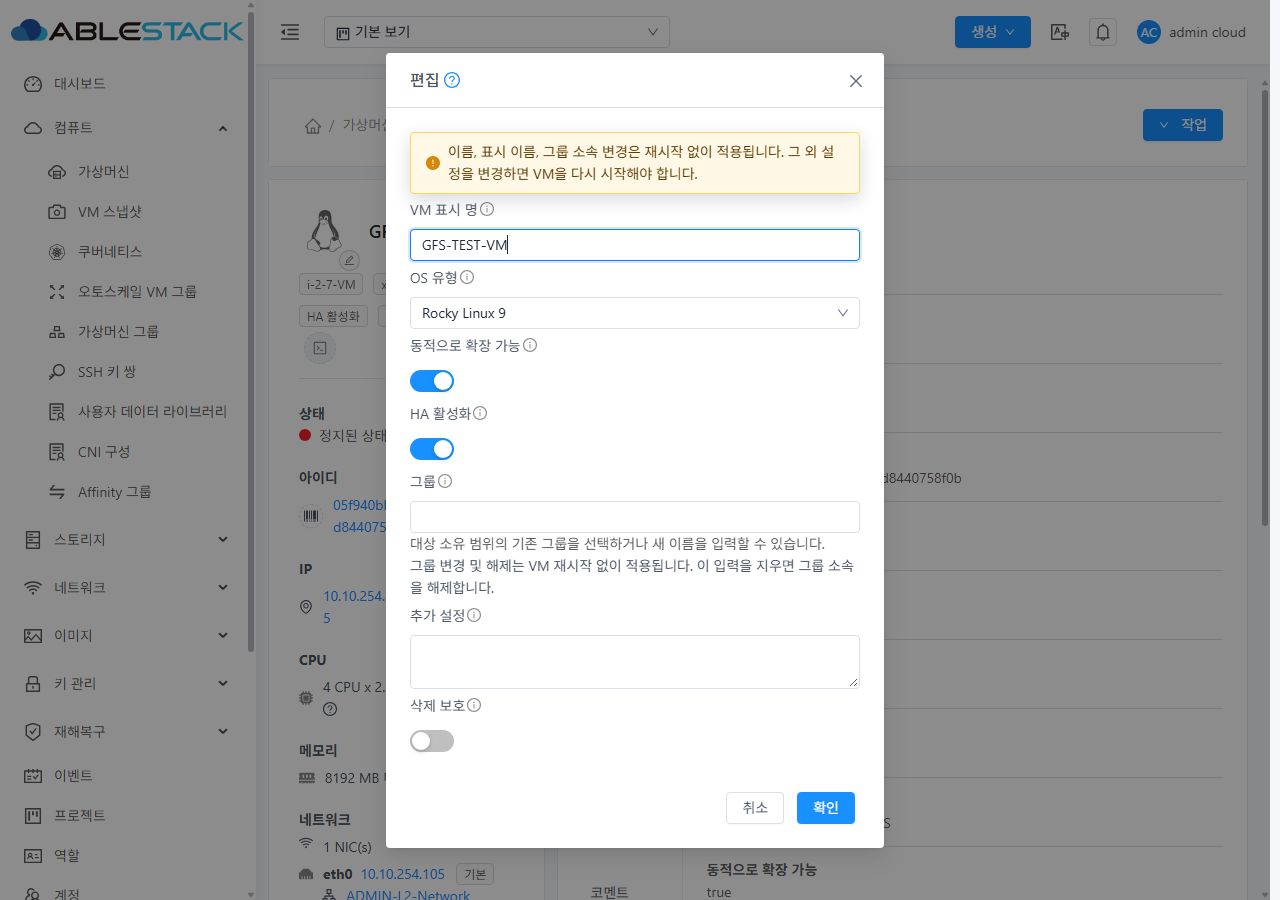 ABLESTACK
기본 보기
생성
AC
admin cloud
대시보드
컴퓨트
가상머신
VM 스냅샷
쿠버네티스
오토스케일 VM 그룹
가상머신 그룹
SSH 키 쌍
사용자 데이터 라이브러리
CNI 구성
Affinity 그룹
스토리지
네트워크
이미지
키 관리
재해복구
이벤트
프로젝트
역할
계정
/ 가상머신
작업
i-2-7-VM
HA 활성화
상태
정지된 상태
아이디
05f940b
d844075
IP
10.10.254.
5
CPU
4 CPU x 2.
메모리
8192 MB
네트워크
1 NIC(s)
eth0 10.10.254.105 기본
ADMIN-L2-Network
편집
이름, 표시 이름, 그룹 소속 변경은 재시작 없이 적용됩니다. 그 외 설
정을 변경하면 VM을 다시 시작해야 합니다.
VM 표시 명
GFS-TEST-VM
OS 유형
Rocky Linux 9
동적으로 확장 가능
HA 활성화
그룹
대상 소유 범위의 기존 그룹을 선택하거나 새 이름을 입력할 수 있습니다.
그룹 변경 및 해제는 VM 재시작 없이 적용됩니다. 이 입력을 지우면 그룹 소속
을 해제합니다.
추가 설정
삭제 보호
취소
확인
d8440758f0b
S
동적으로 확장 가능
true
코멘트